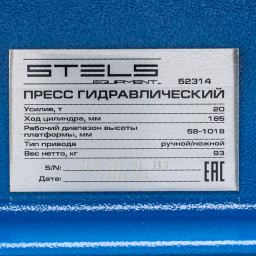 STELS
EQUIPMENT
52314
ПРЕСС ГИДРАВЛИЧЕСКИЙ
Усилие, т 20
Ход цилиндра, мм 185
Рабочий диапазон высоты
платформы, мм 58-1018
Тип привода ручной/ножной
Вес нетто, кг 93
S/N:
Дата:
EAC